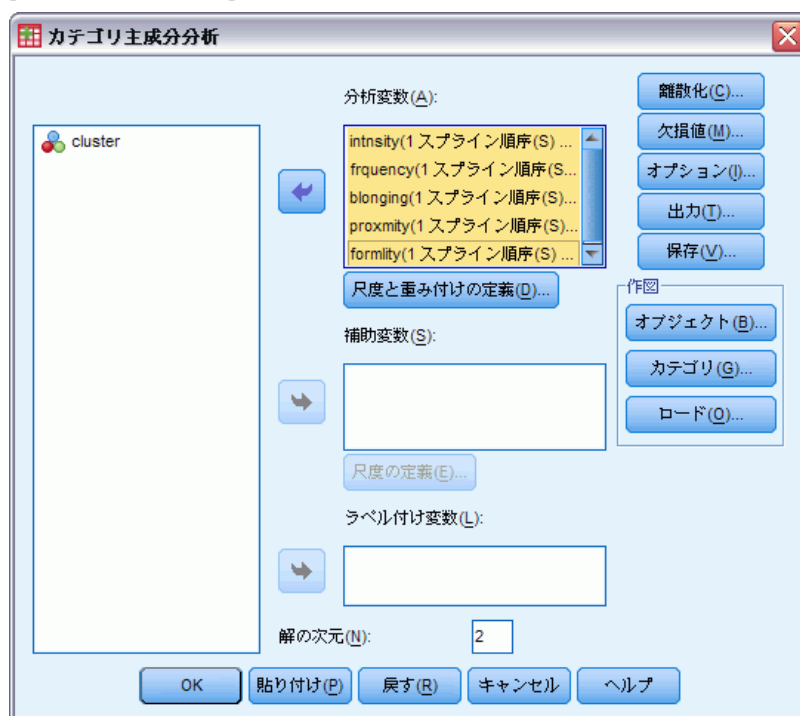 カテゴリ主成分分析
cluster
分析変数(A):
intnsity(1 スプライン順序(S) ...
frquency(1 スプライン順序(S...
blonging(1 スプライン順序(S)...
proxmity(1 スプライン順序(S)...
formlity(1 スプライン順序(S) ...
尺度と重み付けの定義(D)...
補助変数(S):
尺度の定義(E)...
ラベル付け変数(L):
解の次元(N):
2
離散化(C)...
欠損値(M)...
オプション(I)...
出力(T)...
保存(V)...
作図
オブジェクト(B)...
カテゴリ(G)...
ロード(O)...
OK
貼り付け(P)
戻す(R)
キャンセル
ヘルプ